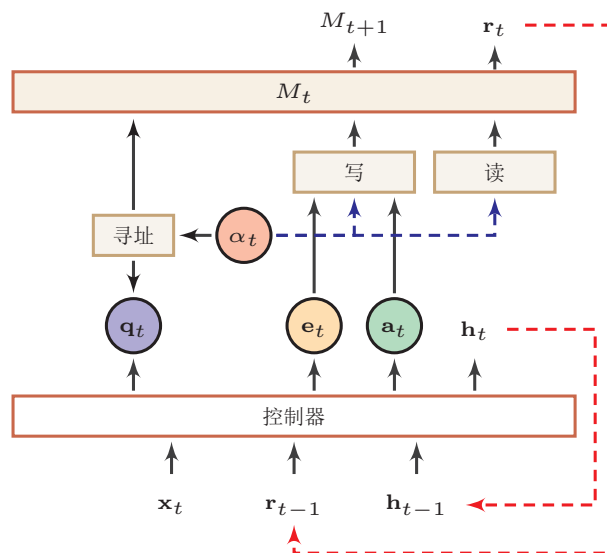 M_{t+1} r_t
M_t
写 读
寻址 α_t
q_t e_t a_t h_t
控制器
x_t r_{t−1} h_{t−1}